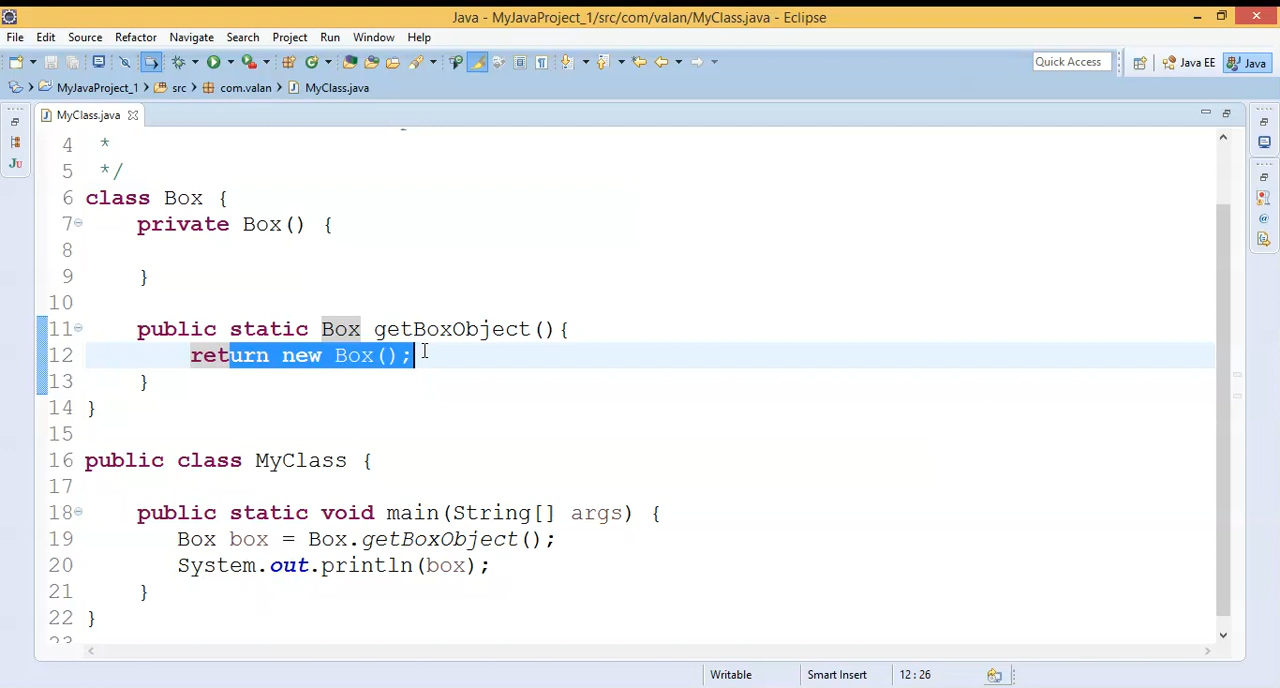 Java - MyJavaProject_1/src/com/valan/MyClass.java - Eclipse
File Edit Source Refactor Navigate Search Project Run Window Help
Quick Access Java EE Java
MyJavaProject_1 src com.valan MyClass.java
MyClass.java
4 *
5 */
6 class Box {
7 private Box() {
8
9 }
10
11 public static Box getBoxObject(){
12 return new Box();
13 }
14 }
15
16 public class MyClass {
17
18 public static void main(String[] args) {
19 Box box = Box.getBoxObject();
20 System.out.println(box);
21 }
22 }
23
Writable Smart Insert 12 : 26